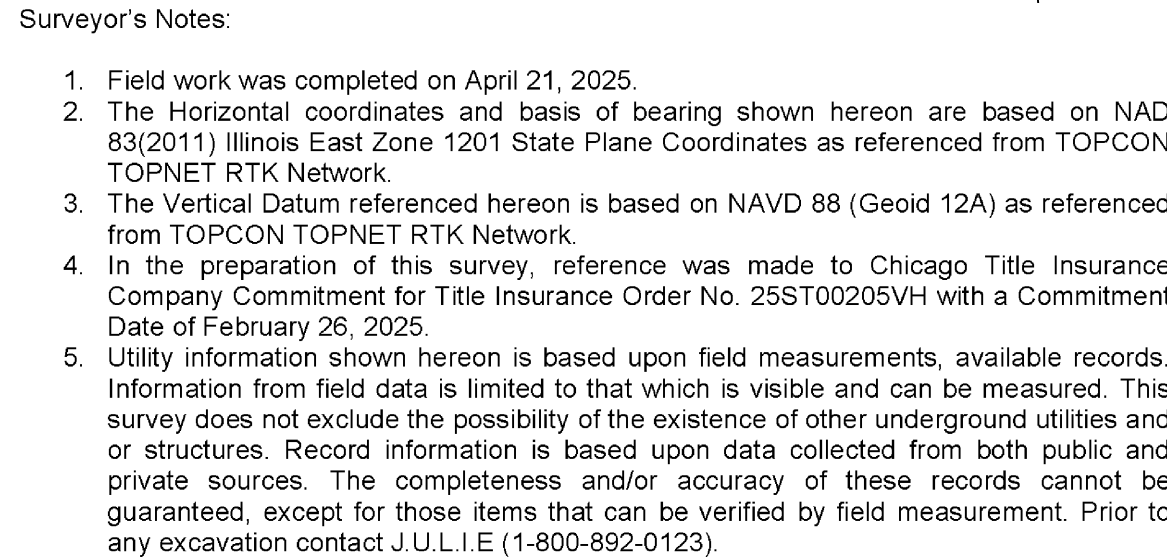 Surveyor's Notes:
1. Field work was completed on April 21, 2025.
2. The Horizontal coordinates and basis of bearing shown hereon are based on NAD
83(2011) Illinois East Zone 1201 State Plane Coordinates as referenced from TOPCON
TOPNET RTK Network.
3. The Vertical Datum referenced hereon is based on NAVD 88 (Geoid 12A) as referenced
from TOPCON TOPNET RTK Network.
4. In the preparation of this survey, reference was made to Chicago Title Insurance
Company Commitment for Title Insurance Order No. 25ST00205VH with a Commitment
Date of February 26, 2025.
5. Utility information shown hereon is based upon field measurements, available records.
Information from field data is limited to that which is visible and can be measured. This
survey does not exclude the possibility of the existence of other underground utilities and
or structures. Record information is based upon data collected from both public and
private sources. The completeness and/or accuracy of these records cannot be
guaranteed, except for those items that can be verified by field measurement. Prior to
any excavation contact J.U.L.I.E (1-800-892-0123).